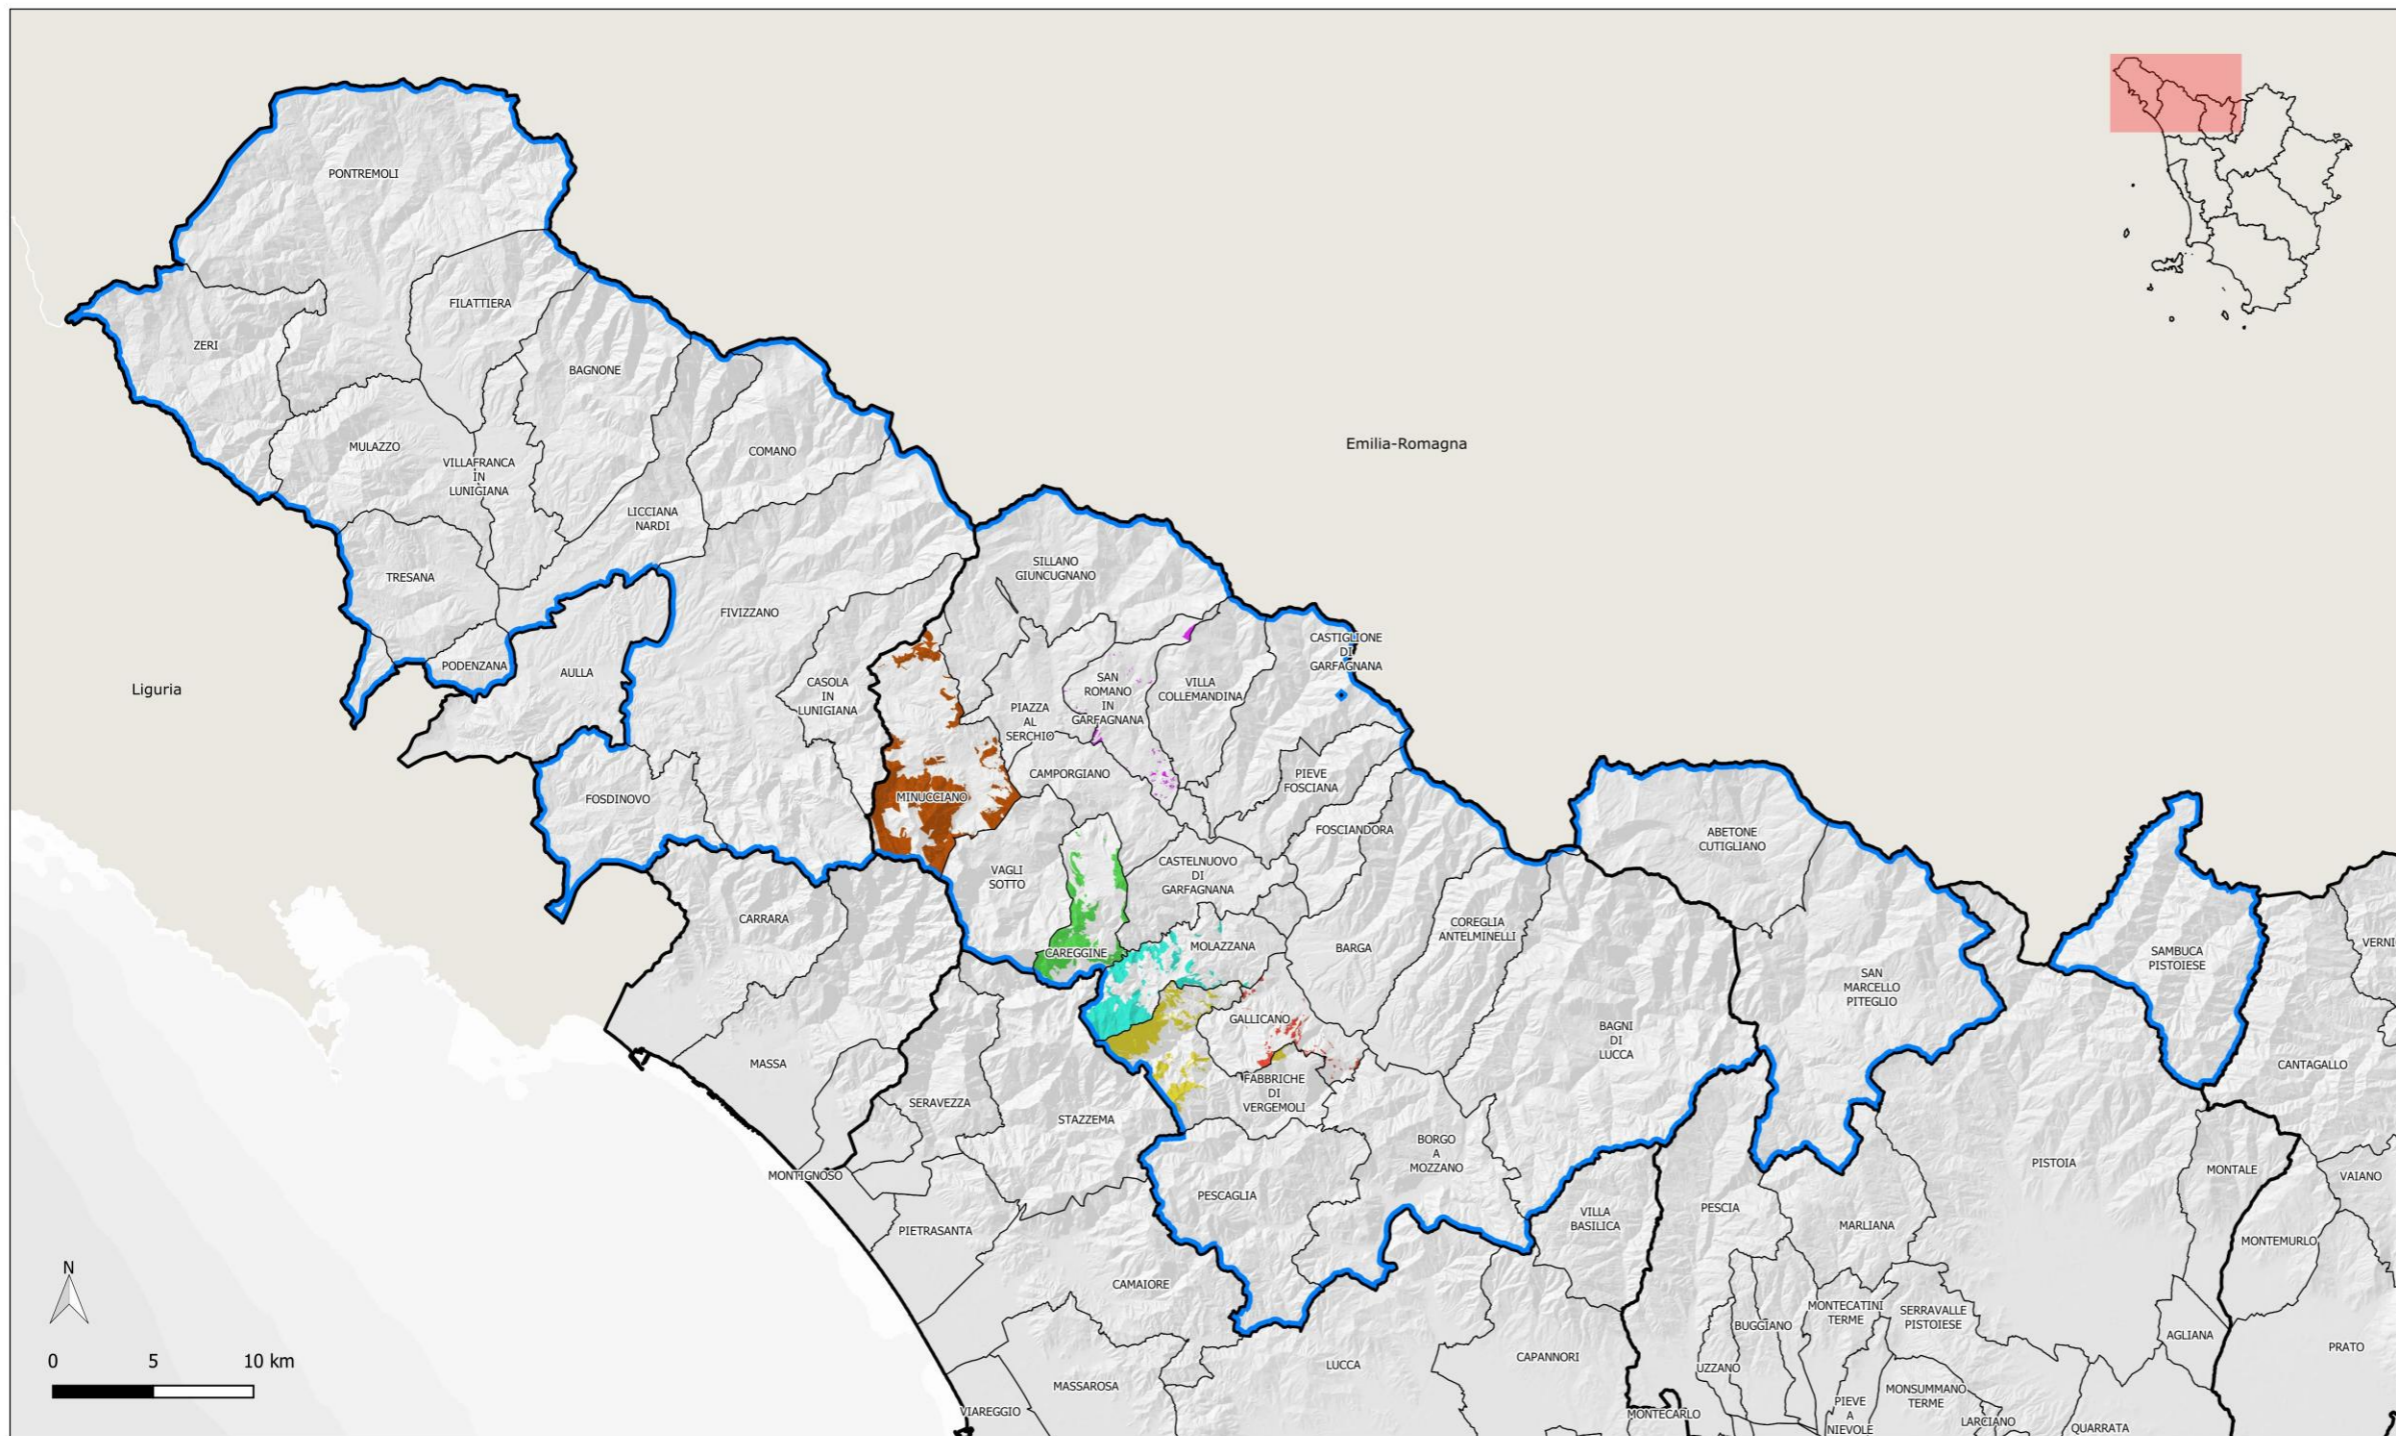 PONTREMOLI
FILATTIERA
ZERI
BAGNONE
Emilia-Romagna
MULAZZO
COMANO
VILLAFRANCA
IN
LUNIGIANA
LICCIANA
NARDI
TRESANA
SILLANO
GIUNCUGNANO
FIVIZZANO
CASTIGLIONE
DI
GARFAGNANA
PODENZANA
AULLA
Liguria
CASOLA
IN
LUNIGIANA
SAN
ROMANO
IN
GARFAGNANA
VILLA
COLLEMANDINA
PIAZZA
AL
SERCHIO
CAMPORGIANO
PIEVE
FOSCIANA
FOSDINOVO
MINUCCIANO
FOSCIANDORA
ABETONE
CUTIGLIANO
VAGLI
SOTTO
CASTELNUOVO
DI
GARFAGNANA
CARRARA
COREGLIA
ANTELMINELLI
CAREGGINE
MOLAZZANA
BARGA
VERNI
SAMBUCA
PISTOIESE
SAN
MARCELLO
PITEGLIO
GALLICANO
BAGNI
DI
LUCCA
MASSA
CANTAGALLO
FABBRICHE
DI
VERGEMOLI
SERAVEZZA
STAZZEMA
BORGO
A
MOZZANO
PISTOIA
MONTALE
VAIANO
MONTIGNOSO
PESCAGLIA
PESCIA
VILLA
BASILICA
MARLIANA
PIETRASANTA
MONTEMURLO
N
CAMAIORE
MONTECATINI
TERME
SERRAVALLE
PISTOIESE
BUGGIANO
AGLIANA
PRATO
0 5 10 km
CAPANNORI
LUCCA
UZZANO
MASSAROSA
MONSUMMANO
TERME
VIAREGGIO
MONTECARLO
PIEVE
A
NIEVOLE
LARCIANO
QUARRATA